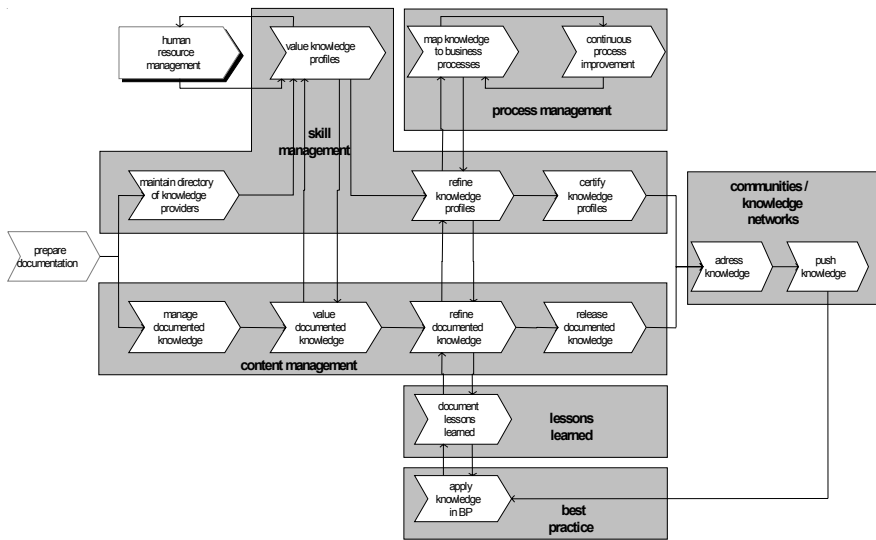 human
resource
management
value knowledge
profiles
map knowledge
to business
processes
continuous
process
improvement
process management
skill
management
maintain directory
of knowledge
providers
refine
knowledge
profiles
certify
knowledge
profiles
communities /
knowledge
networks
prepare
documentation
adress
knowledge
push
knowledge
manage
documented
knowledge
value
documented
knowledge
refine
documented
knowledge
release
documented
knowledge
content management
document
lessons
learned
lessons
learned
apply
knowledge
in BP
best
practice